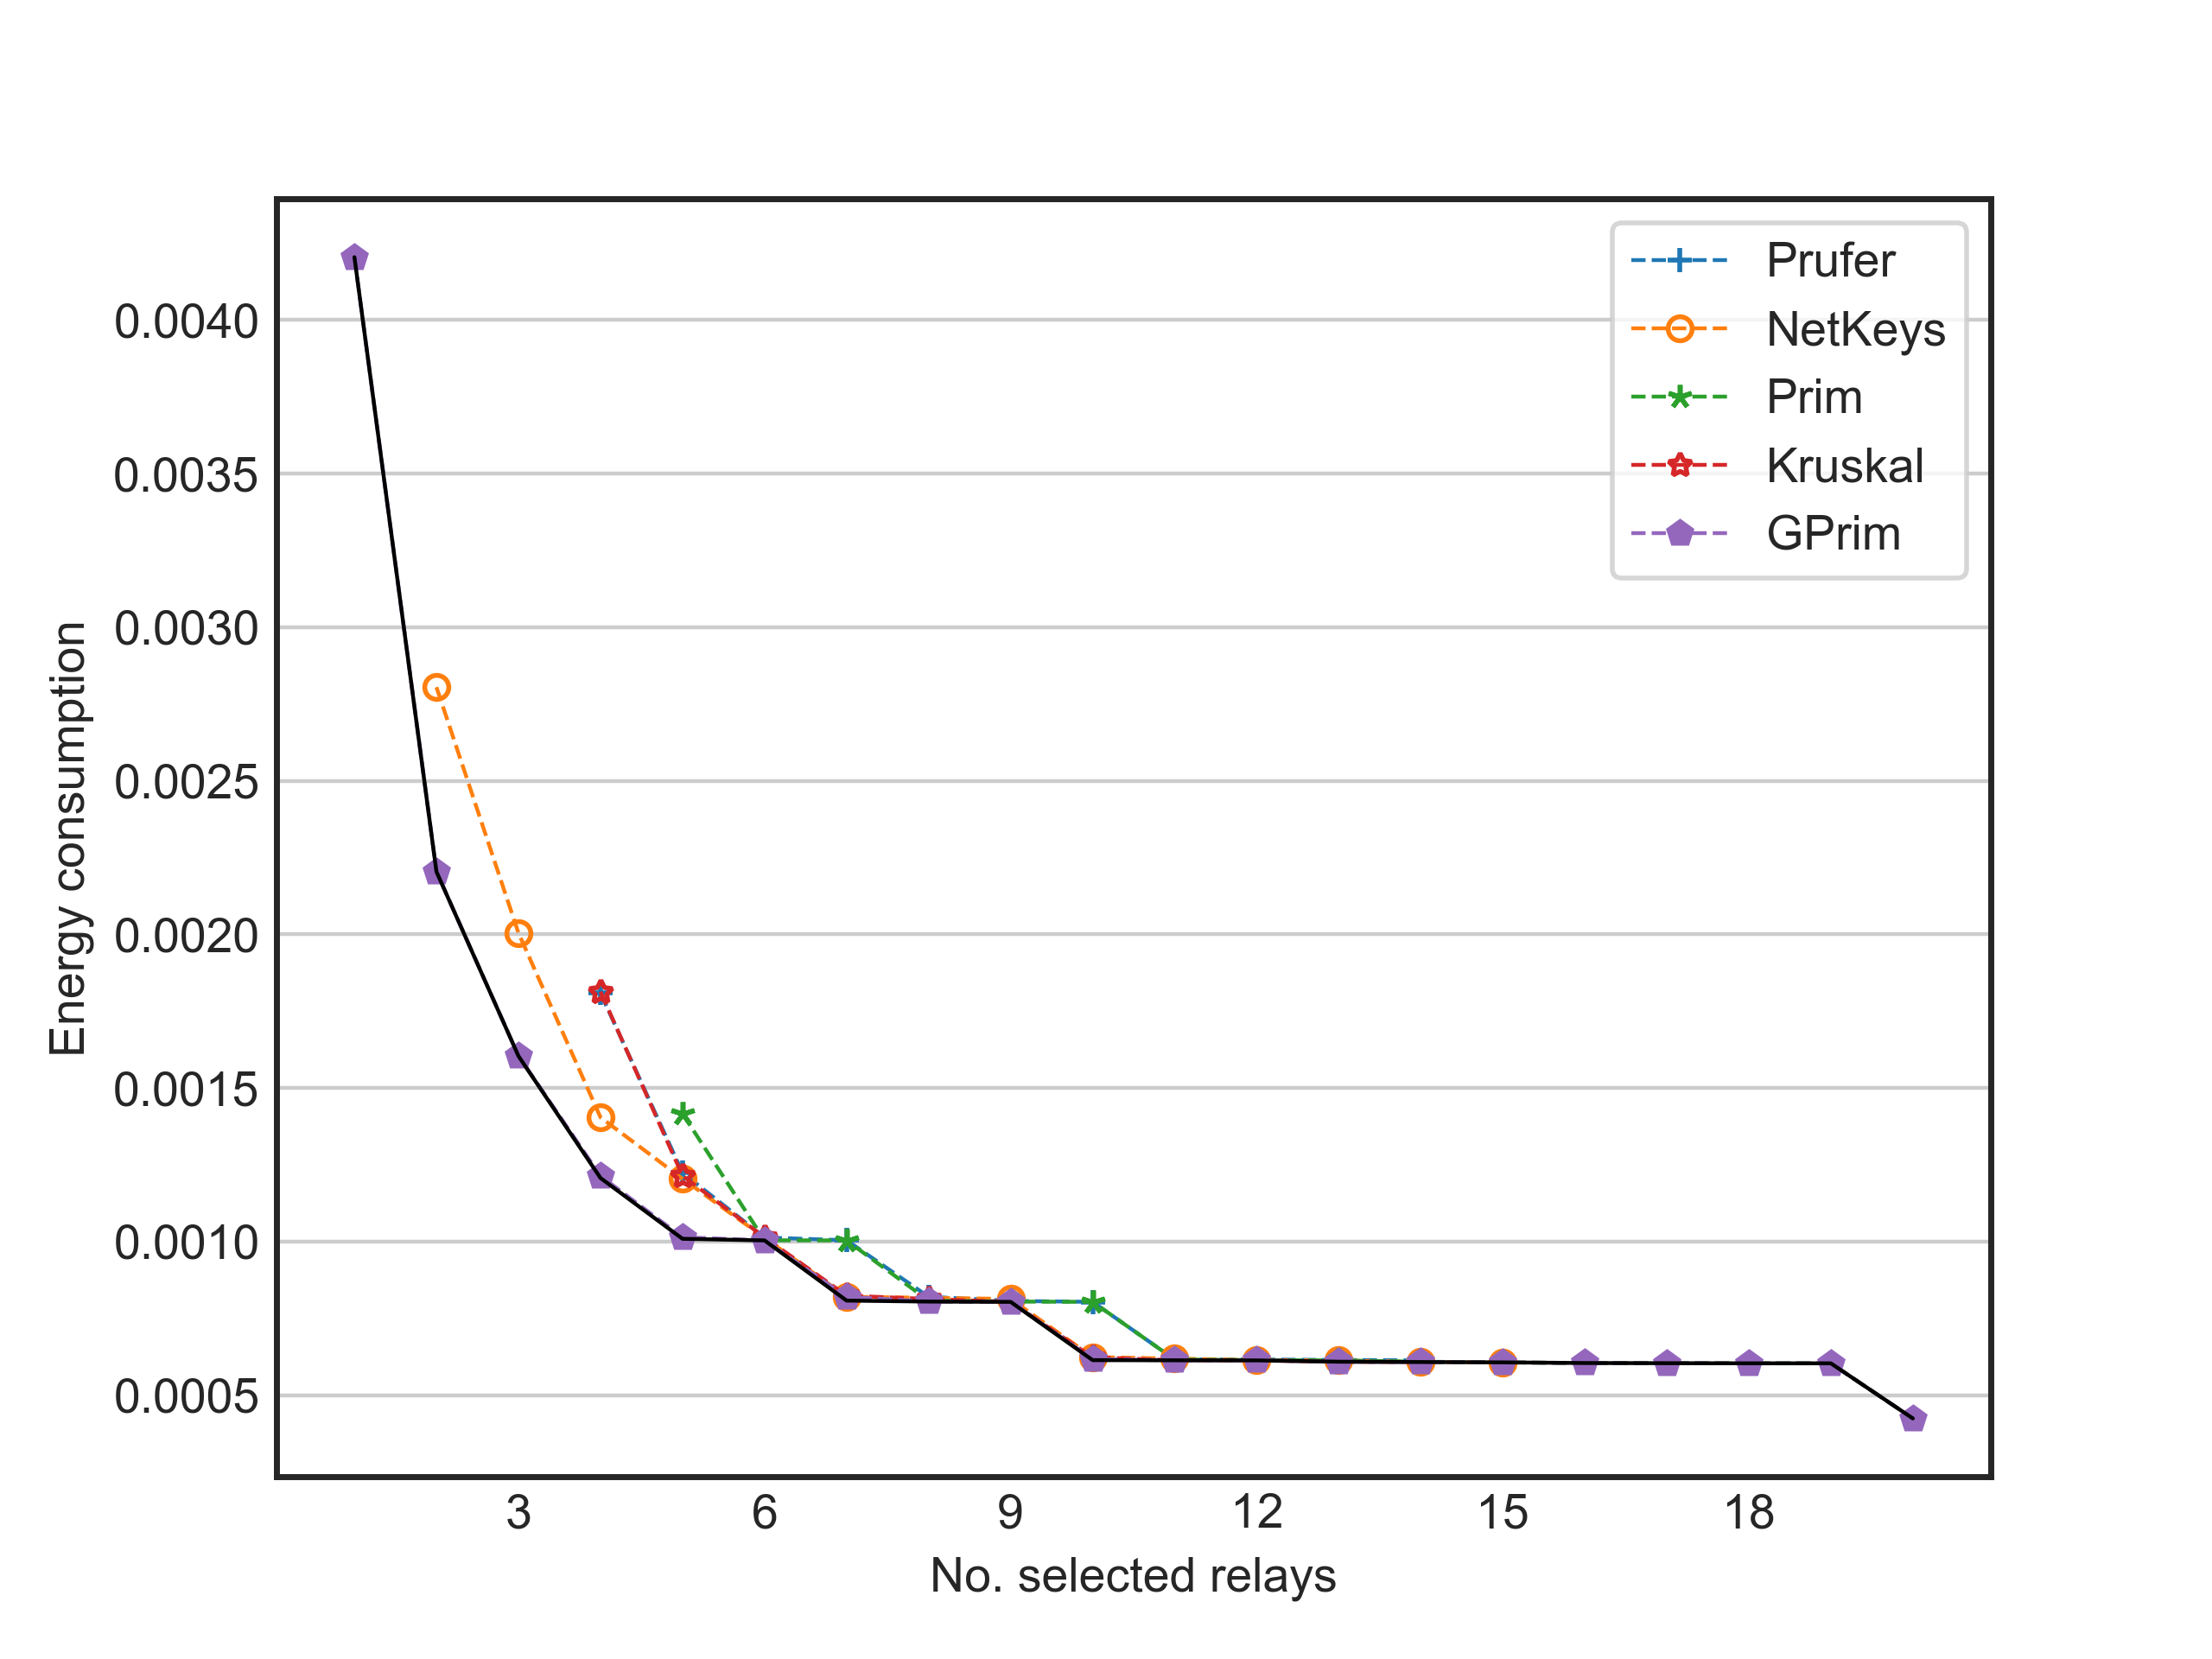 Prufer
NetKeys
Prim
Kruskal
GPrim
0.0040
0.0035
0.0030
0.0025
0.0020
0.0015
0.0010
0.0005
Energy consumption
3 6 9 12 15 18
No. selected relays